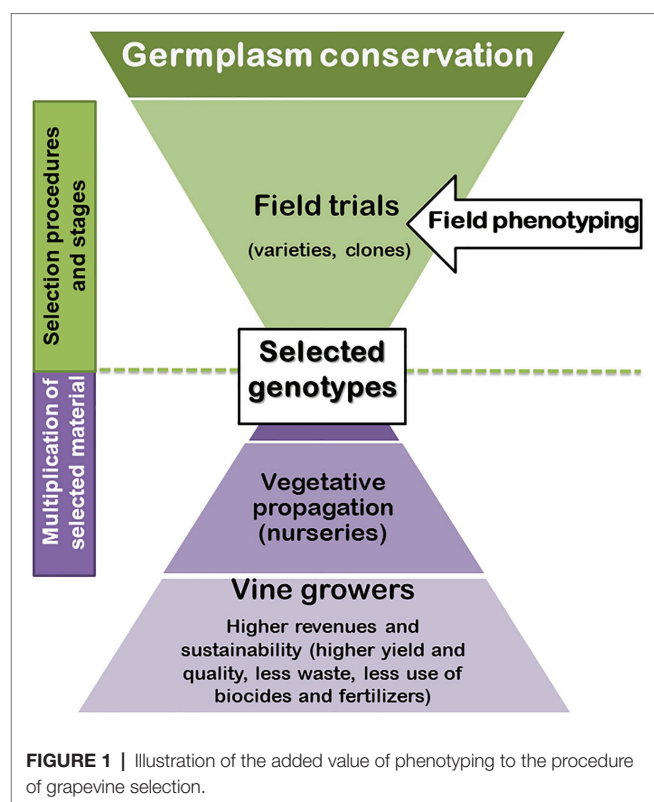 Germplasm conservation
Selection procedures
and stages
Field trials
(varieties, clones)
Field phenotyping
Selected
genotypes
Multiplication of
selected material
Vegetative
propagation
(nurseries)
Vine growers
Higher revenues and
sustainability (higher yield and
quality, less waste, less use of
biocides and fertilizers)
FIGURE 1 | Illustration of the added value of phenotyping to the procedure
of grapevine selection.